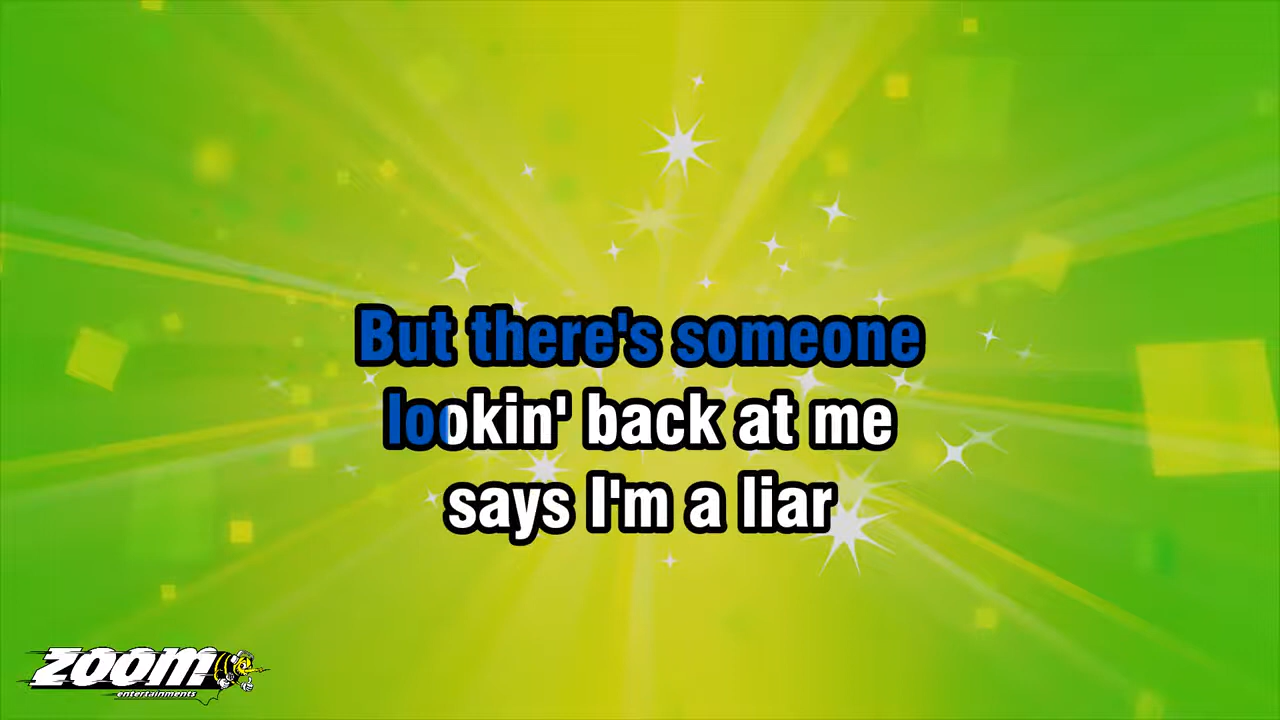 But there's someone
lookin' back at me
says I'm a liar
ZOOM
entertainments